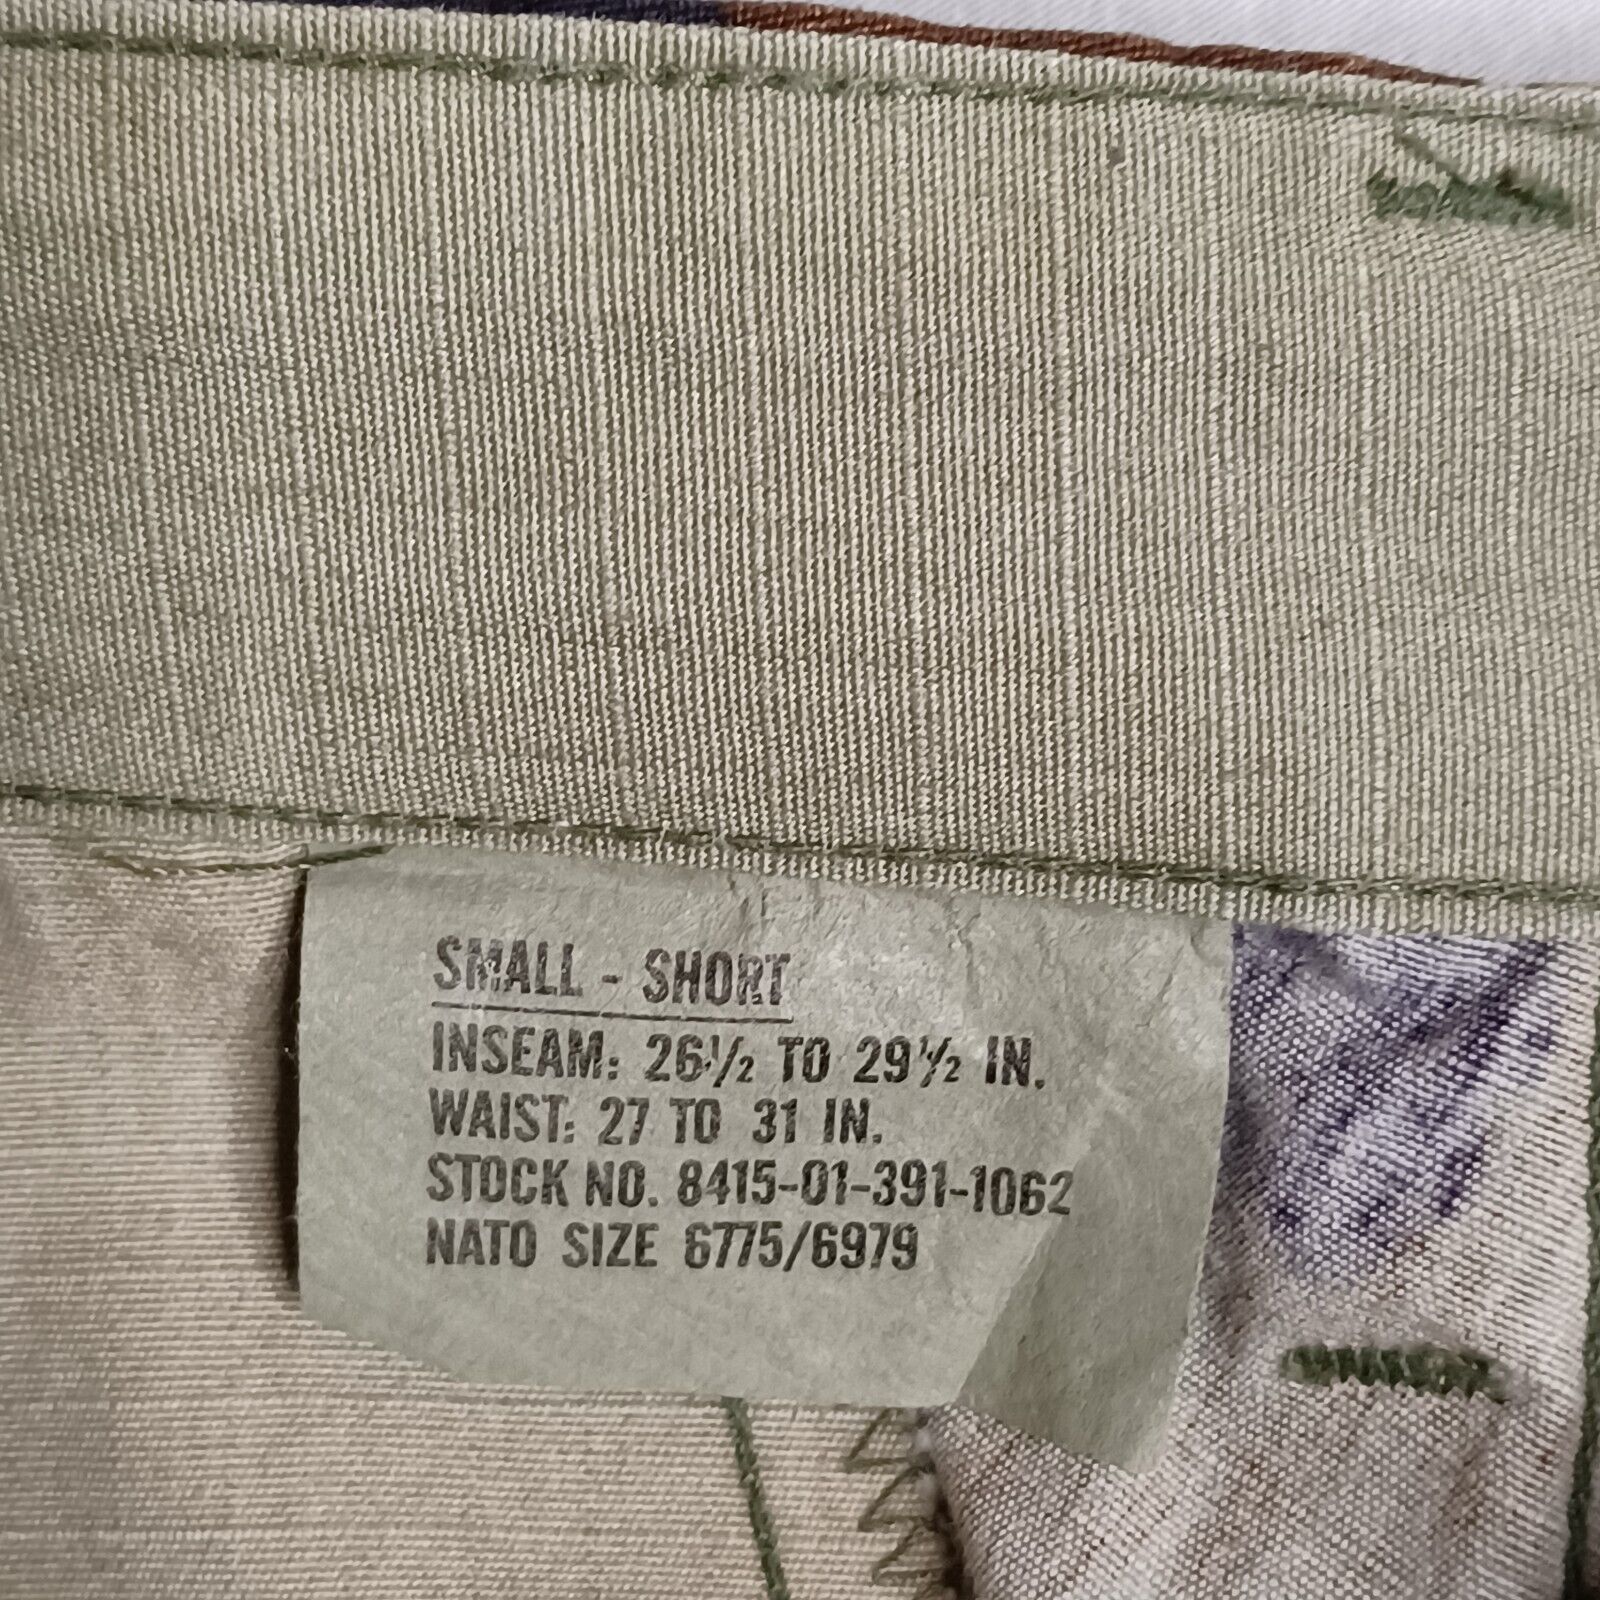 SMALL - SHORT
INSEAM: 26½ TO 29½ IN.
WAIST: 27 TO 31 IN.
STOCK NO. 8415-01-391-1062
NATO SIZE 6775/6979